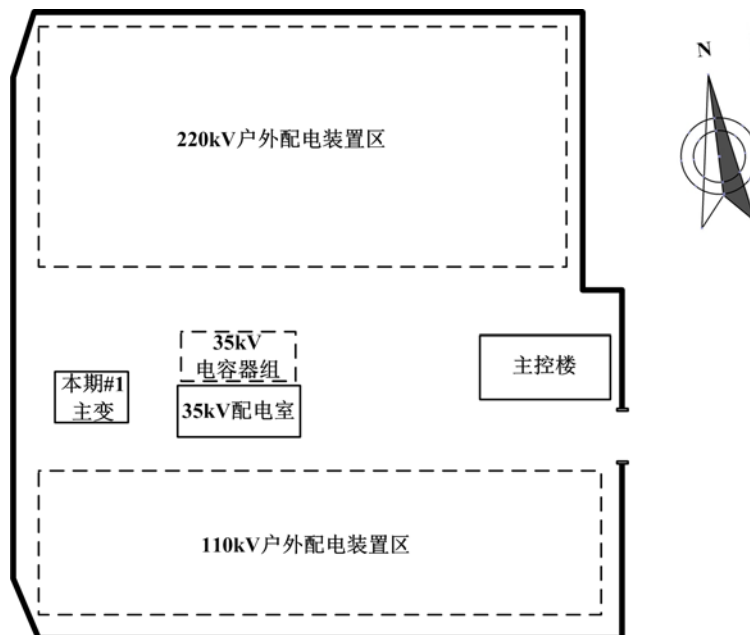 N
220kV户外配电装置区
35kV
电容器组
主控楼
本期#1
主变
35kV配电室
110kV户外配电装置区